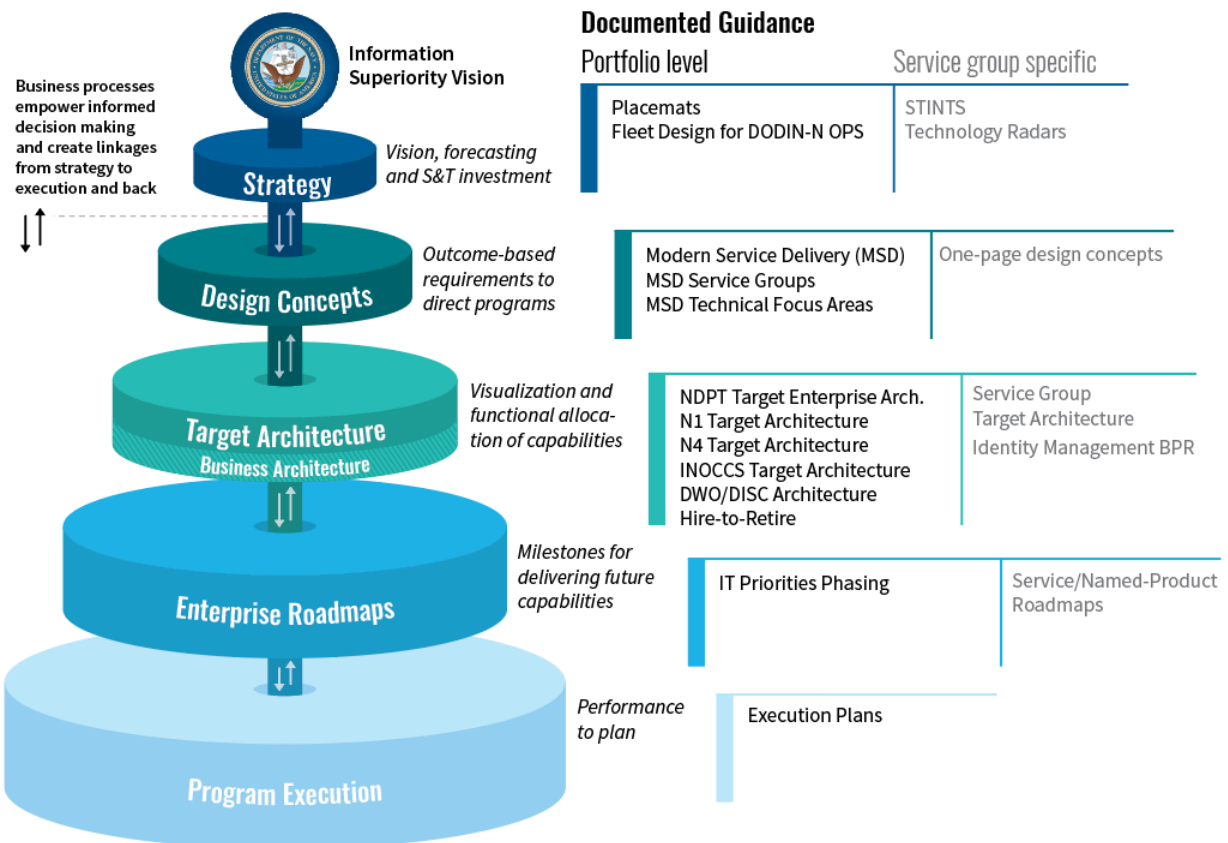 Documented Guidance
Information
Superiority Vision
Portfolio level
Service group specific
Business processes
empower informed
decision making
and create linkages
from strategy to
execution and back
Placemats
Fleet Design for DODIN-N OPS
STINTS
Technology Radars
Strategy
Vision, forecasting
and S&T investment
Design Concepts
Outcome-based
requirements to
direct programs
Modern Service Delivery (MSD)
MSD Service Groups
MSD Technical Focus Areas
One-page design concepts
Target Architecture
Business Architecture
Visualization and
functional alloca-
tion of capabilities
NDPT Target Enterprise Arch.
N1 Target Architecture
N4 Target Architecture
INOCCS Target Architecture
DWO/DISC Architecture
Hire-to-Retire
Service Group
Target Architecture
Identity Management BPR
Enterprise Roadmaps
Milestones for
delivering future
capabilities
IT Priorities Phasing
Service/Named-Product
Roadmaps
Program Execution
Performance
to plan
Execution Plans